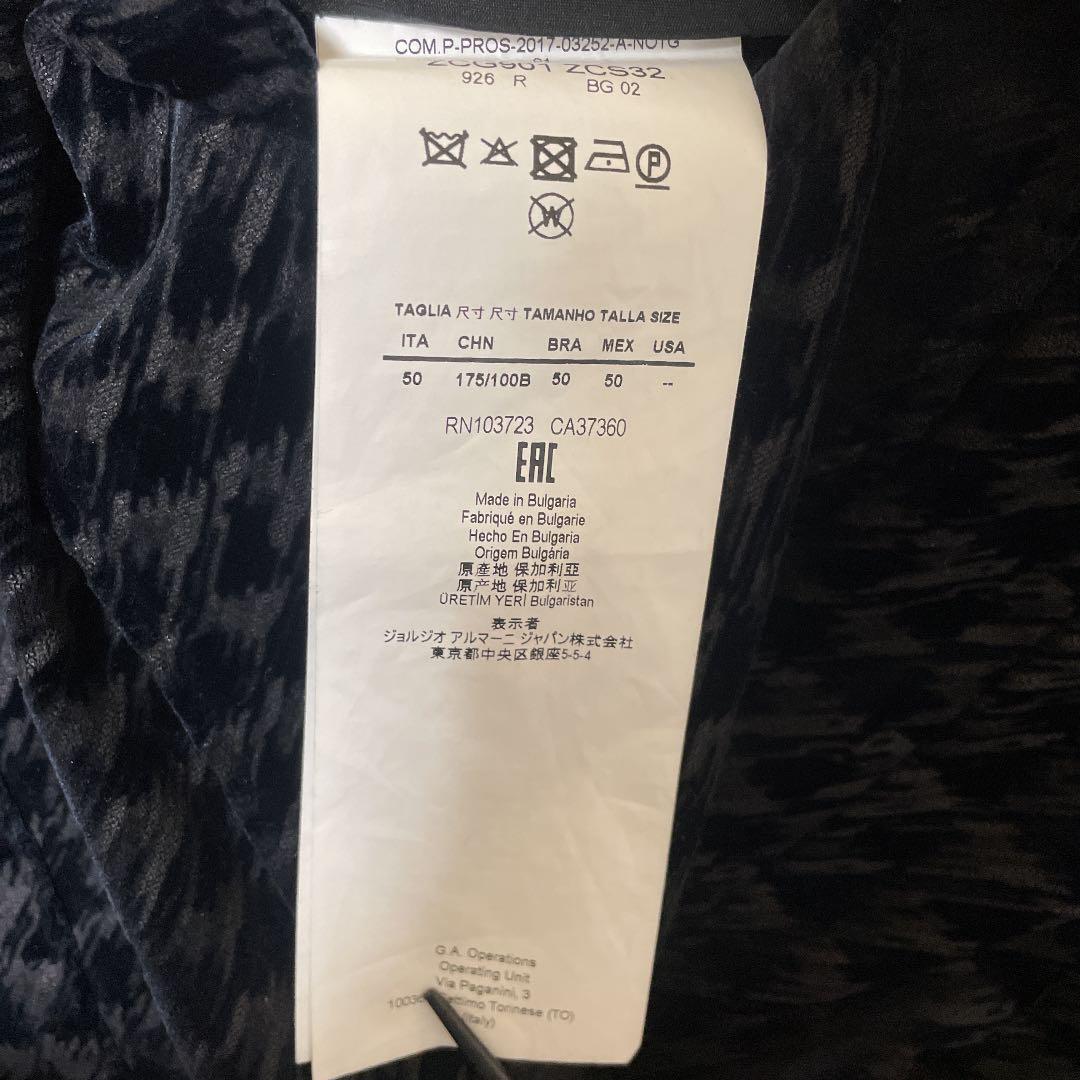 COM.P-PROS-2017-03252-A-NOTG
ZCS32
926 R BG 02
P
W
TAGLIA 尺寸 尺寸 TAMANHO TALLA SIZE
ITA CHN BRA MEX USA
50 175/100B 50 50 --
RN103723 CA37360
EAC
Made in Bulgaria
Fabriqué en Bulgarie
Hecho En Bulgaria
Origem Bulgária
原產地 保加利亞
原产地 保加利亚
ÜRETİM YERİ Bulgaristan
表示者
ジョルジオ アルマーニ ジャパン株式会社
東京都中央区銀座5-5-4
G.A. Operations
Operating Unit
Via Paganini, 3
Torinese (TO)
(Italy)